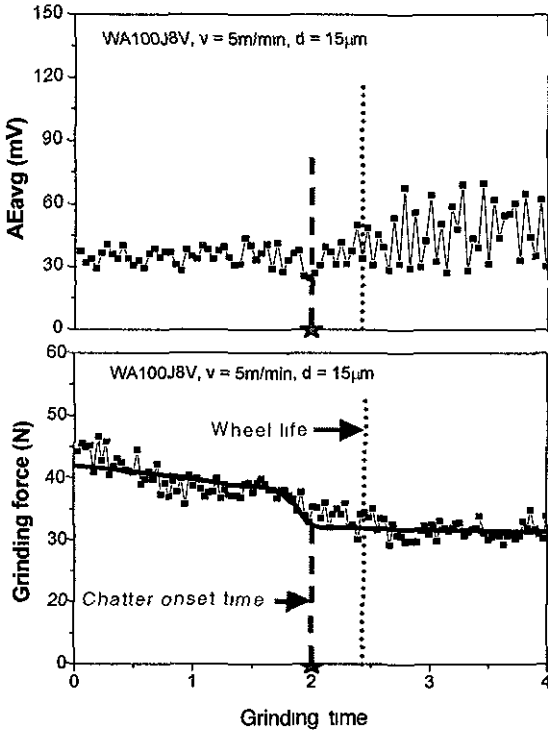 150
WA100J8V, v = 5m/min, d = 15μm
120
90
60
30
0
AEavg (mV)
60
WA100J8V, v = 5m/min, d = 15μm
50
Wheel life
40
30
20
Chatter onset time
10
0
Grinding force (N)
0 1 2 3 4
Grinding time